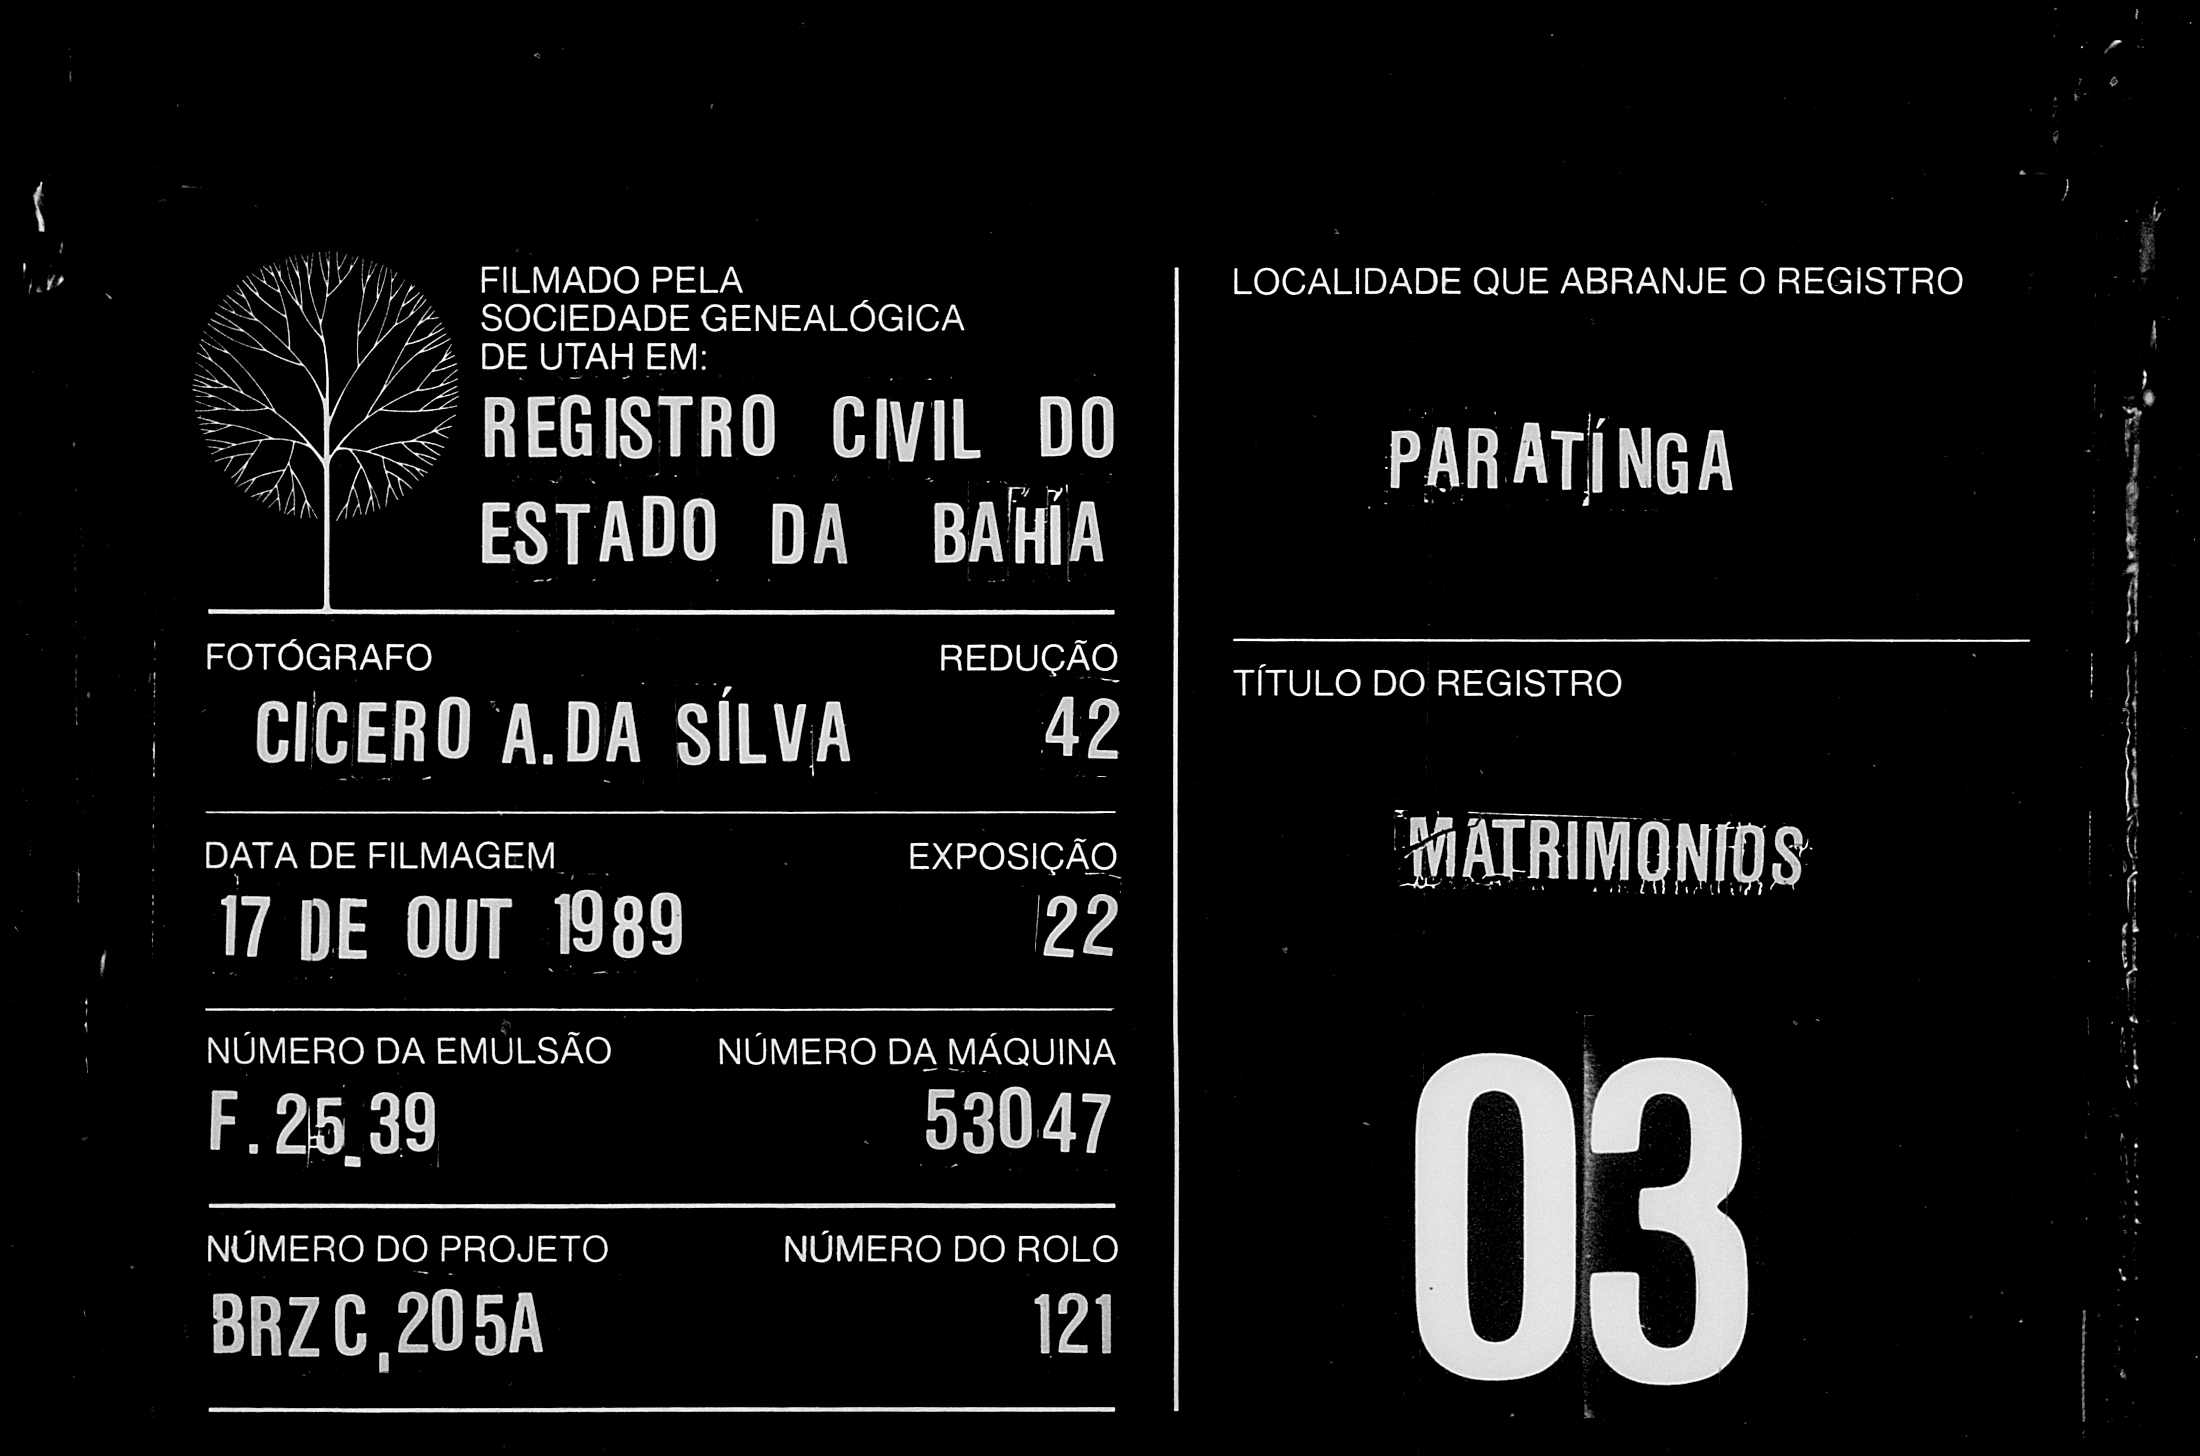 FILMADO PELA
SOCIEDADE GENEALÓGICA
DE UTAH EM:
REGISTRO CIVIL DO
ESTADO DA BAHÍA
FOTÓGRAFO REDUÇÃO
CICERO A. DA SÍLVA 42
DATA DE FILMAGEM EXPOSIÇÃO
17 DE OUT 1989 22
NÚMERO DA EMULSÃO NÚMERO DA MÁQUINA
F. 25.39 53047
NÚMERO DO PROJETO NÚMERO DO ROLO
BRZ C,205A 121
LOCALIDADE QUE ABRANJE O REGISTRO
PARATÍNGA
TÍTULO DO REGISTRO
MATRIMONIOS
03